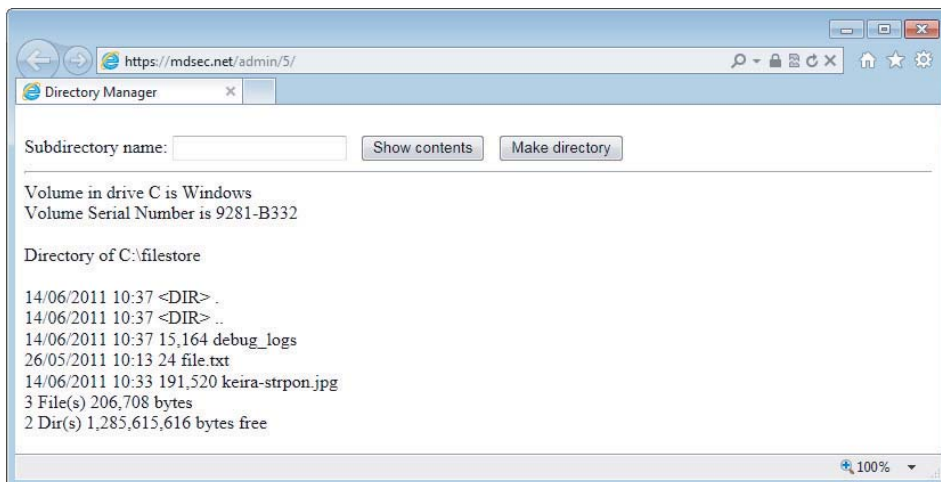 https://mdsec.net/admin/5/
Directory Manager
Subdirectory name: Show contents Make directory
Volume in drive C is Windows
Volume Serial Number is 9281-B332
Directory of C:\filestore
14/06/2011 10:37 <DIR> .
14/06/2011 10:37 <DIR> ..
14/06/2011 10:37 15,164 debug_logs
26/05/2011 10:13 24 file.txt
14/06/2011 10:33 191,520 keira-strpon.jpg
3 File(s) 206,708 bytes
2 Dir(s) 1,285,615,616 bytes free
100%